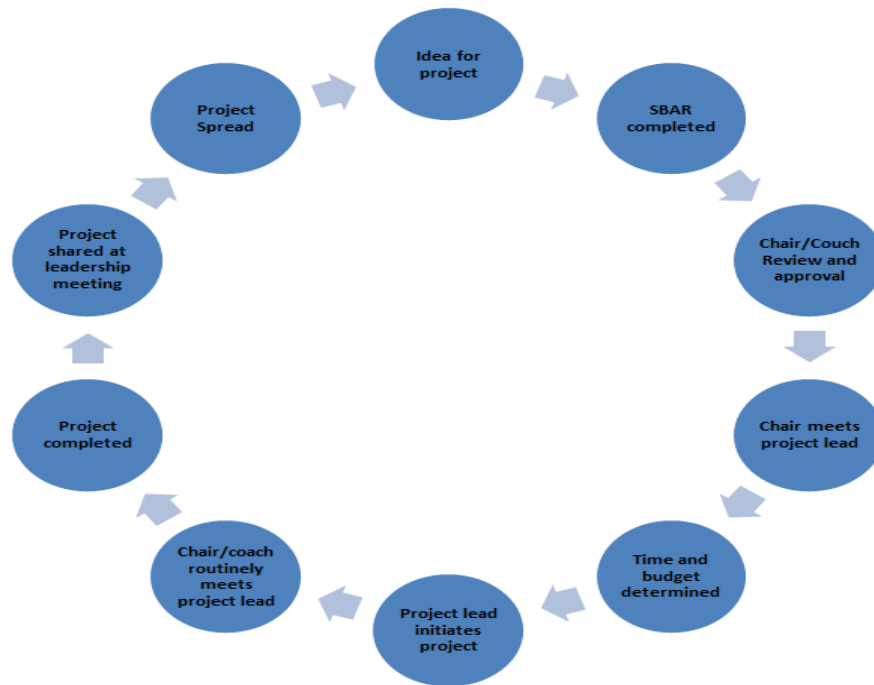 Idea for
project
SBAR
completed
Chair/Couch
Review and
approval
Chair meets
project lead
Time and
budget
determined
Project lead
initiates
project
Chair/coach
routinely
meets
project lead
Project
completed
Project
shared at
leadership
meeting
Project
Spread